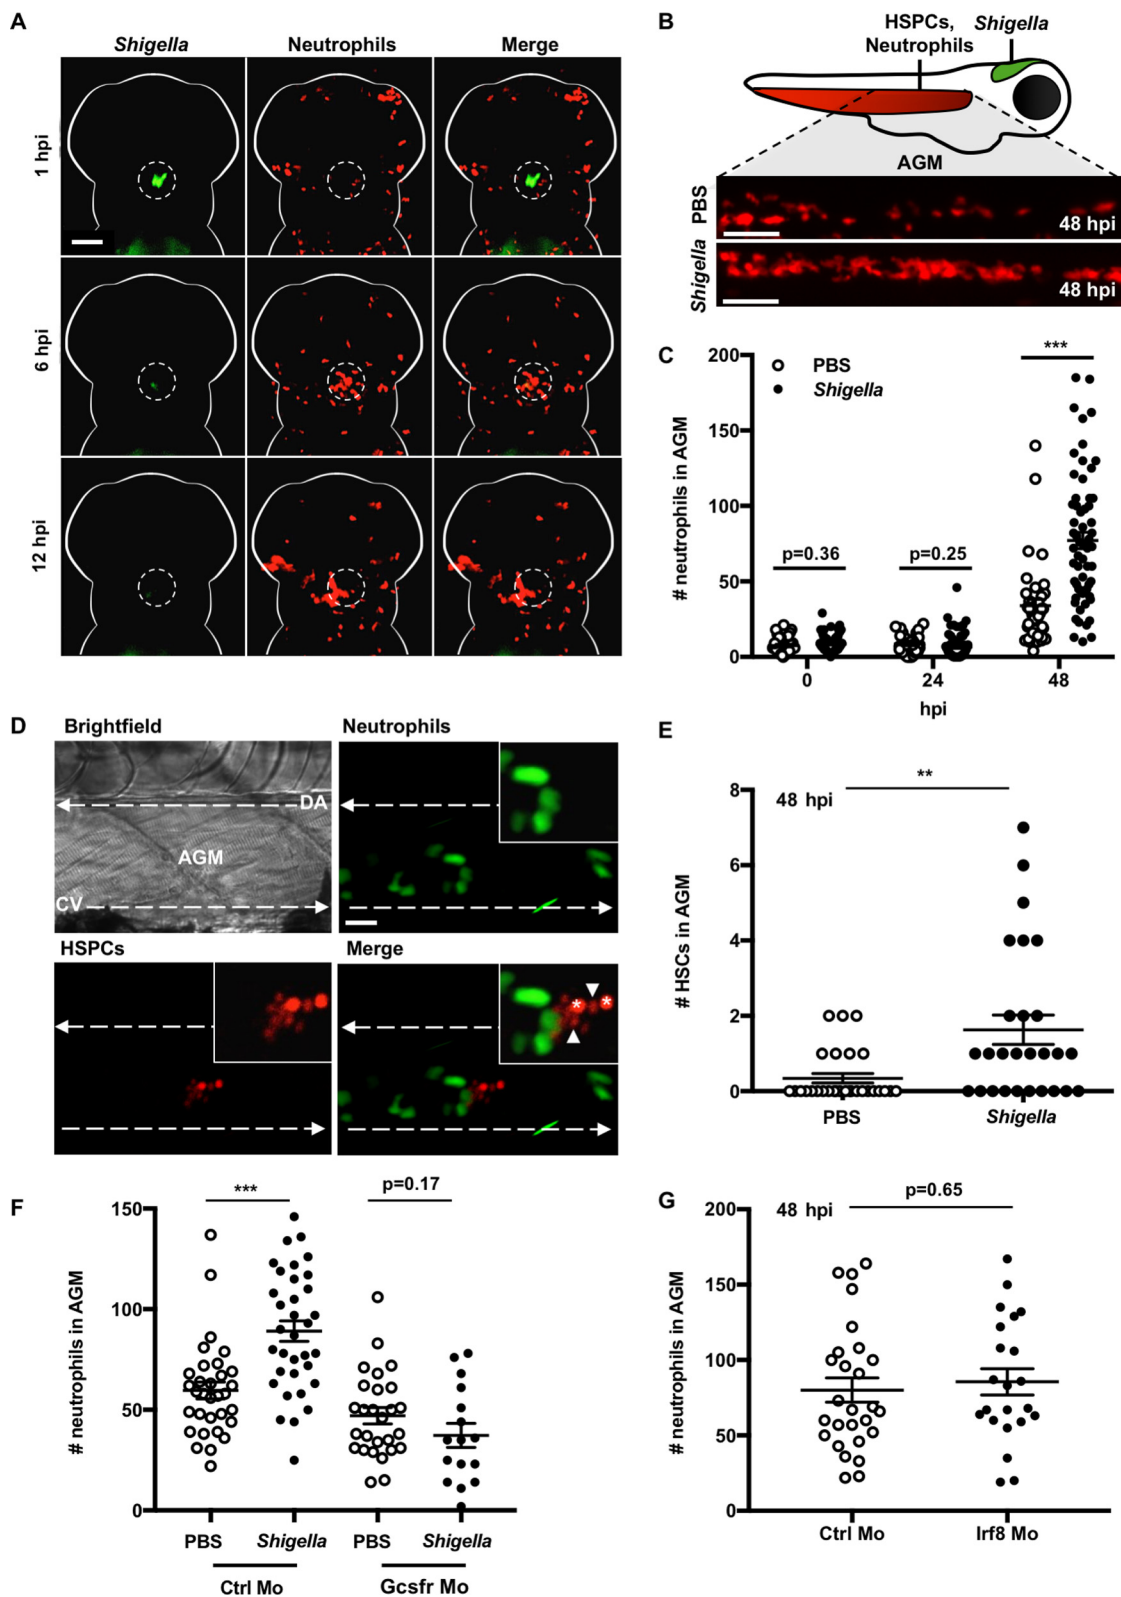 A
Shigella
Neutrophils
Merge
1 hpi
6 hpi
12 hpi
B
HSPCs,
Neutrophils
Shigella
AGM
PBS
48 hpi
Shigella
48 hpi
C
PBS
Shigella
***
p=0.36
p=0.25
# neutrophils in AGM
200
150
100
50
0
0
24
48
hpi
D
Brightfield
Neutrophils
DA
AGM
CV
HSPCs
Merge
*
*
E
48 hpi
**
# HSCs in AGM
8
6
4
2
0
PBS
Shigella
F
***
p=0.17
# neutrophils in AGM
150
100
50
0
PBS
Shigella
PBS
Shigella
Ctrl Mo
Gcsfr Mo
G
48 hpi
p=0.65
# neutrophils in AGM
200
150
100
50
0
Ctrl Mo
Irf8 Mo